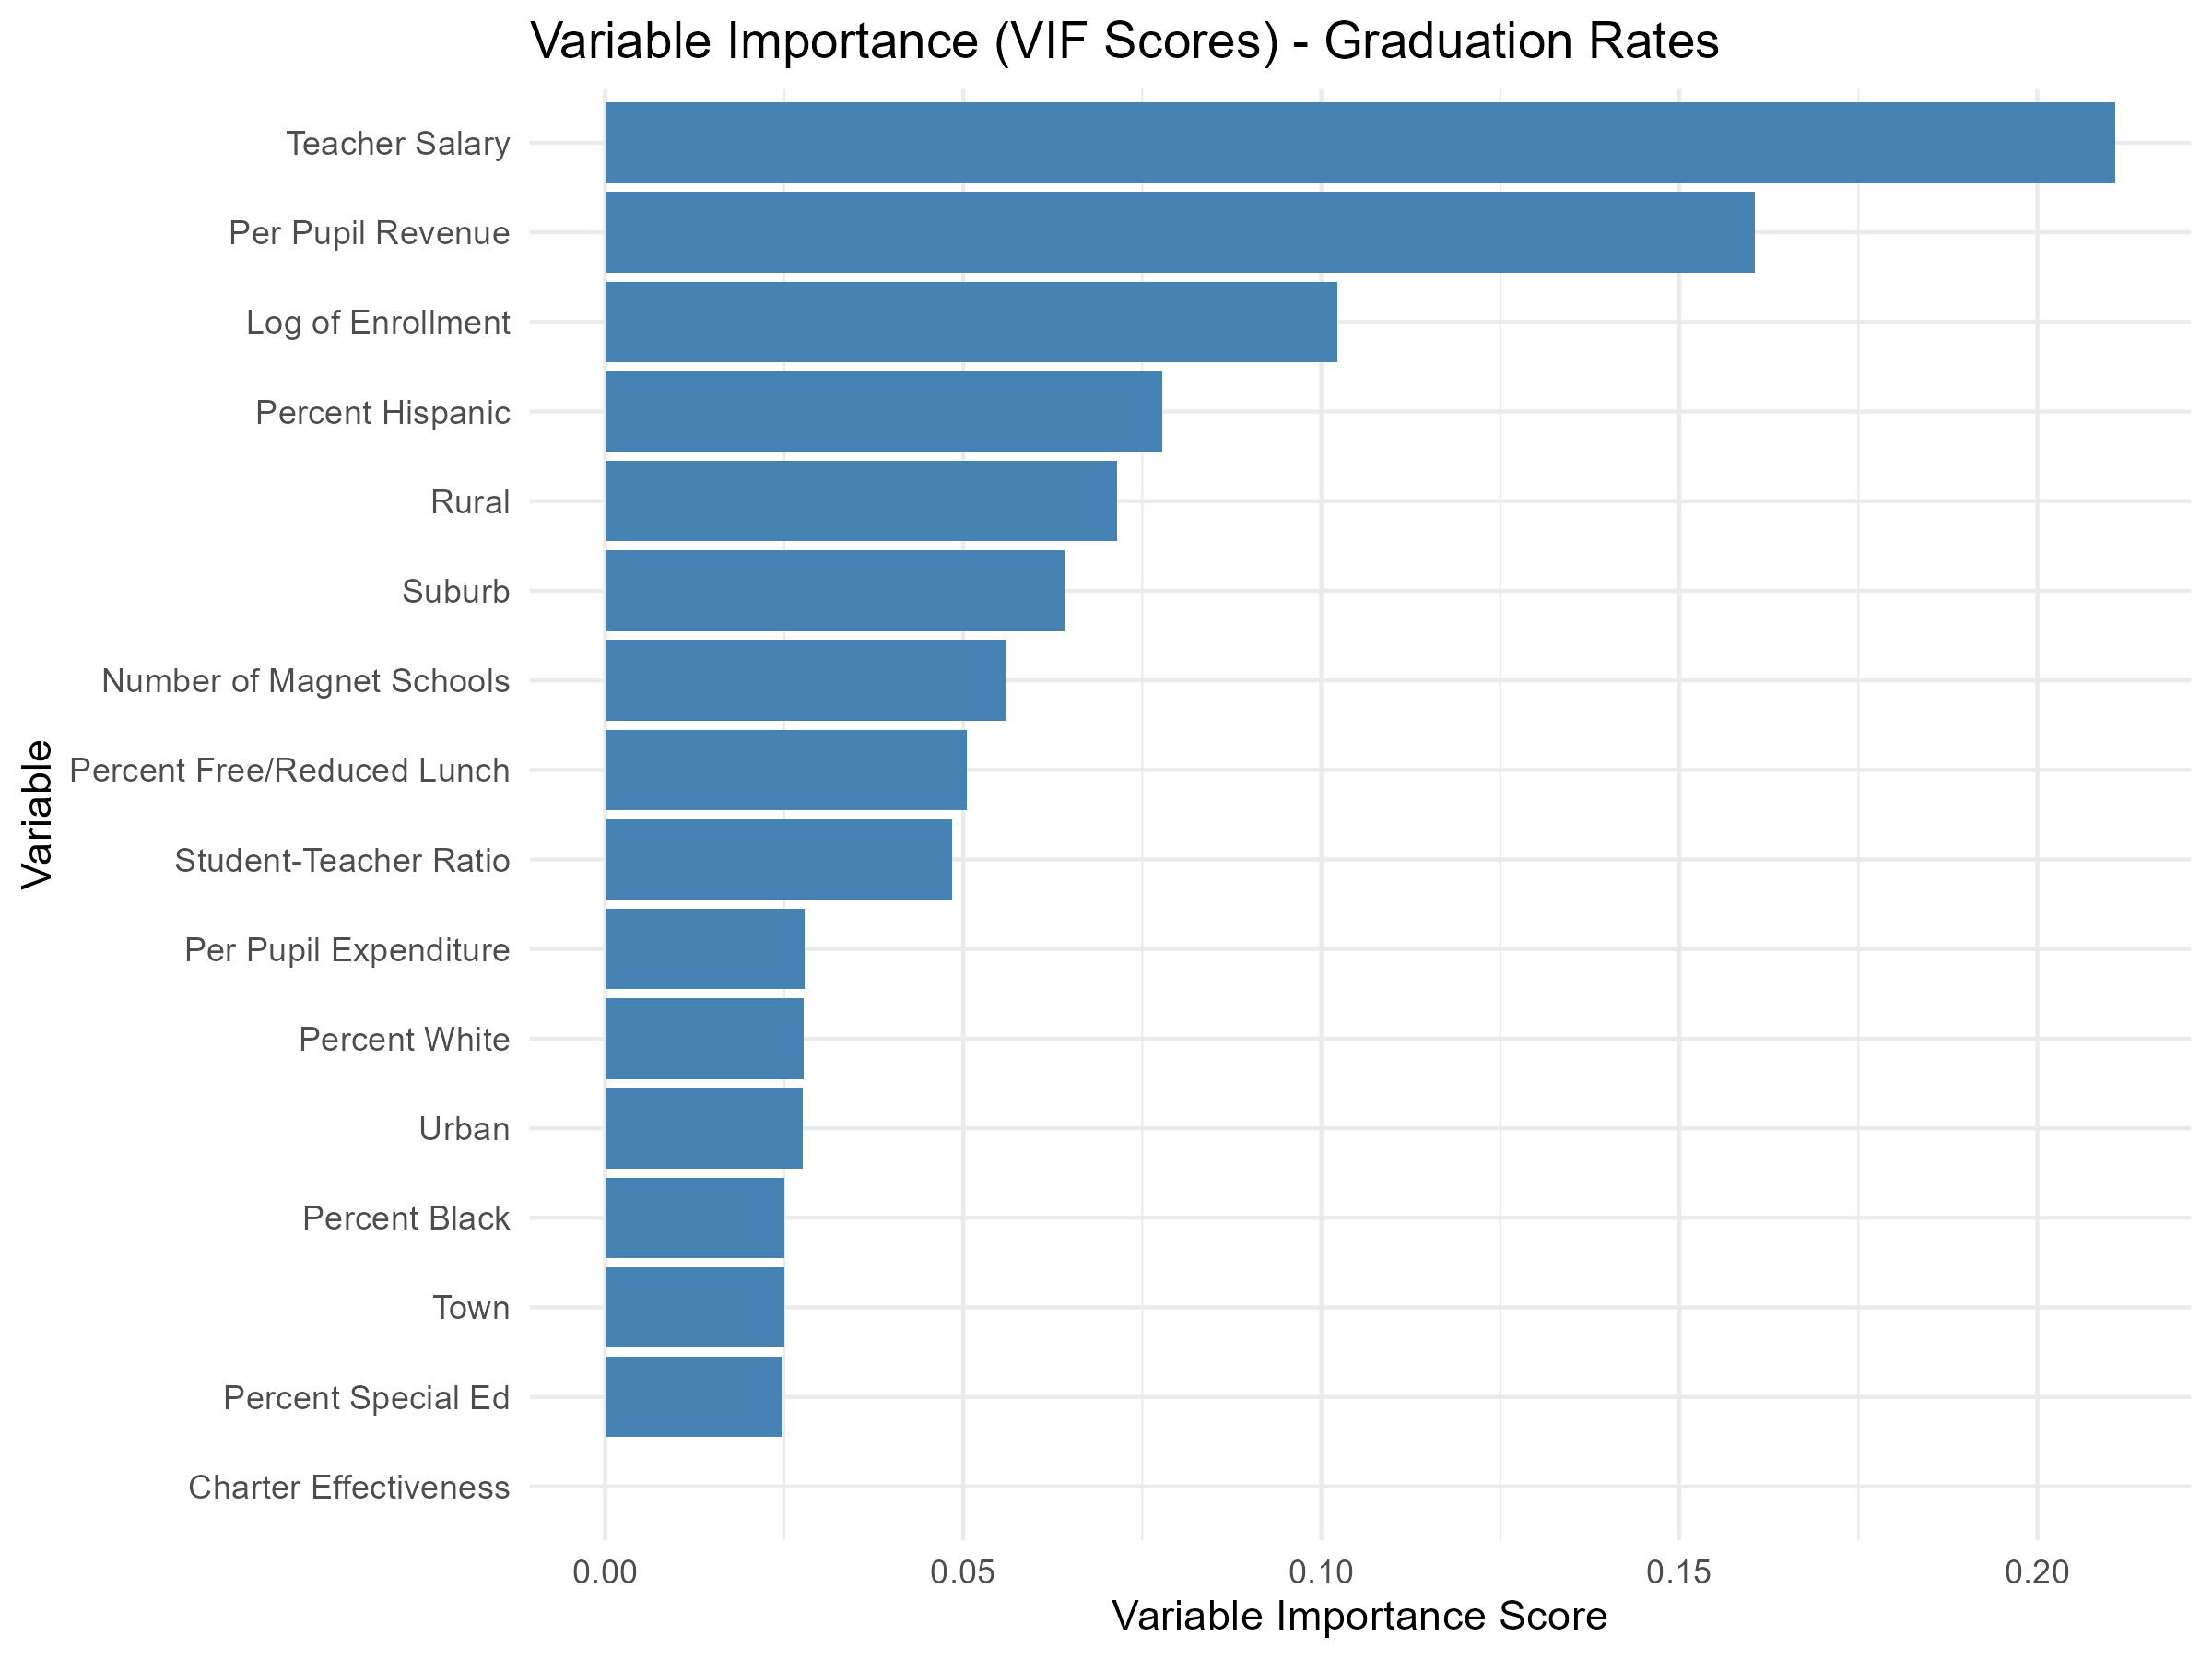 Variable Importance (VIF Scores) - Graduation Rates
Variable
Teacher Salary
Per Pupil Revenue
Log of Enrollment
Percent Hispanic
Rural
Suburb
Number of Magnet Schools
Percent Free/Reduced Lunch
Student-Teacher Ratio
Per Pupil Expenditure
Percent White
Urban
Percent Black
Town
Percent Special Ed
Charter Effectiveness
0.00 0.05 0.10 0.15 0.20
Variable Importance Score